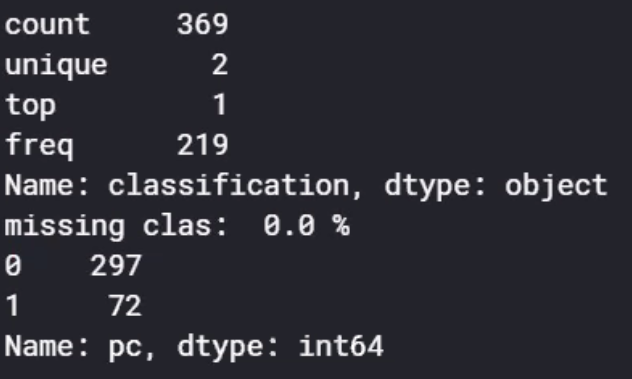 count     369
unique      2
top         1
freq      219
Name: classification, dtype: object
missing clas:  0.0 %
0    297
1     72
Name: pc, dtype: int64